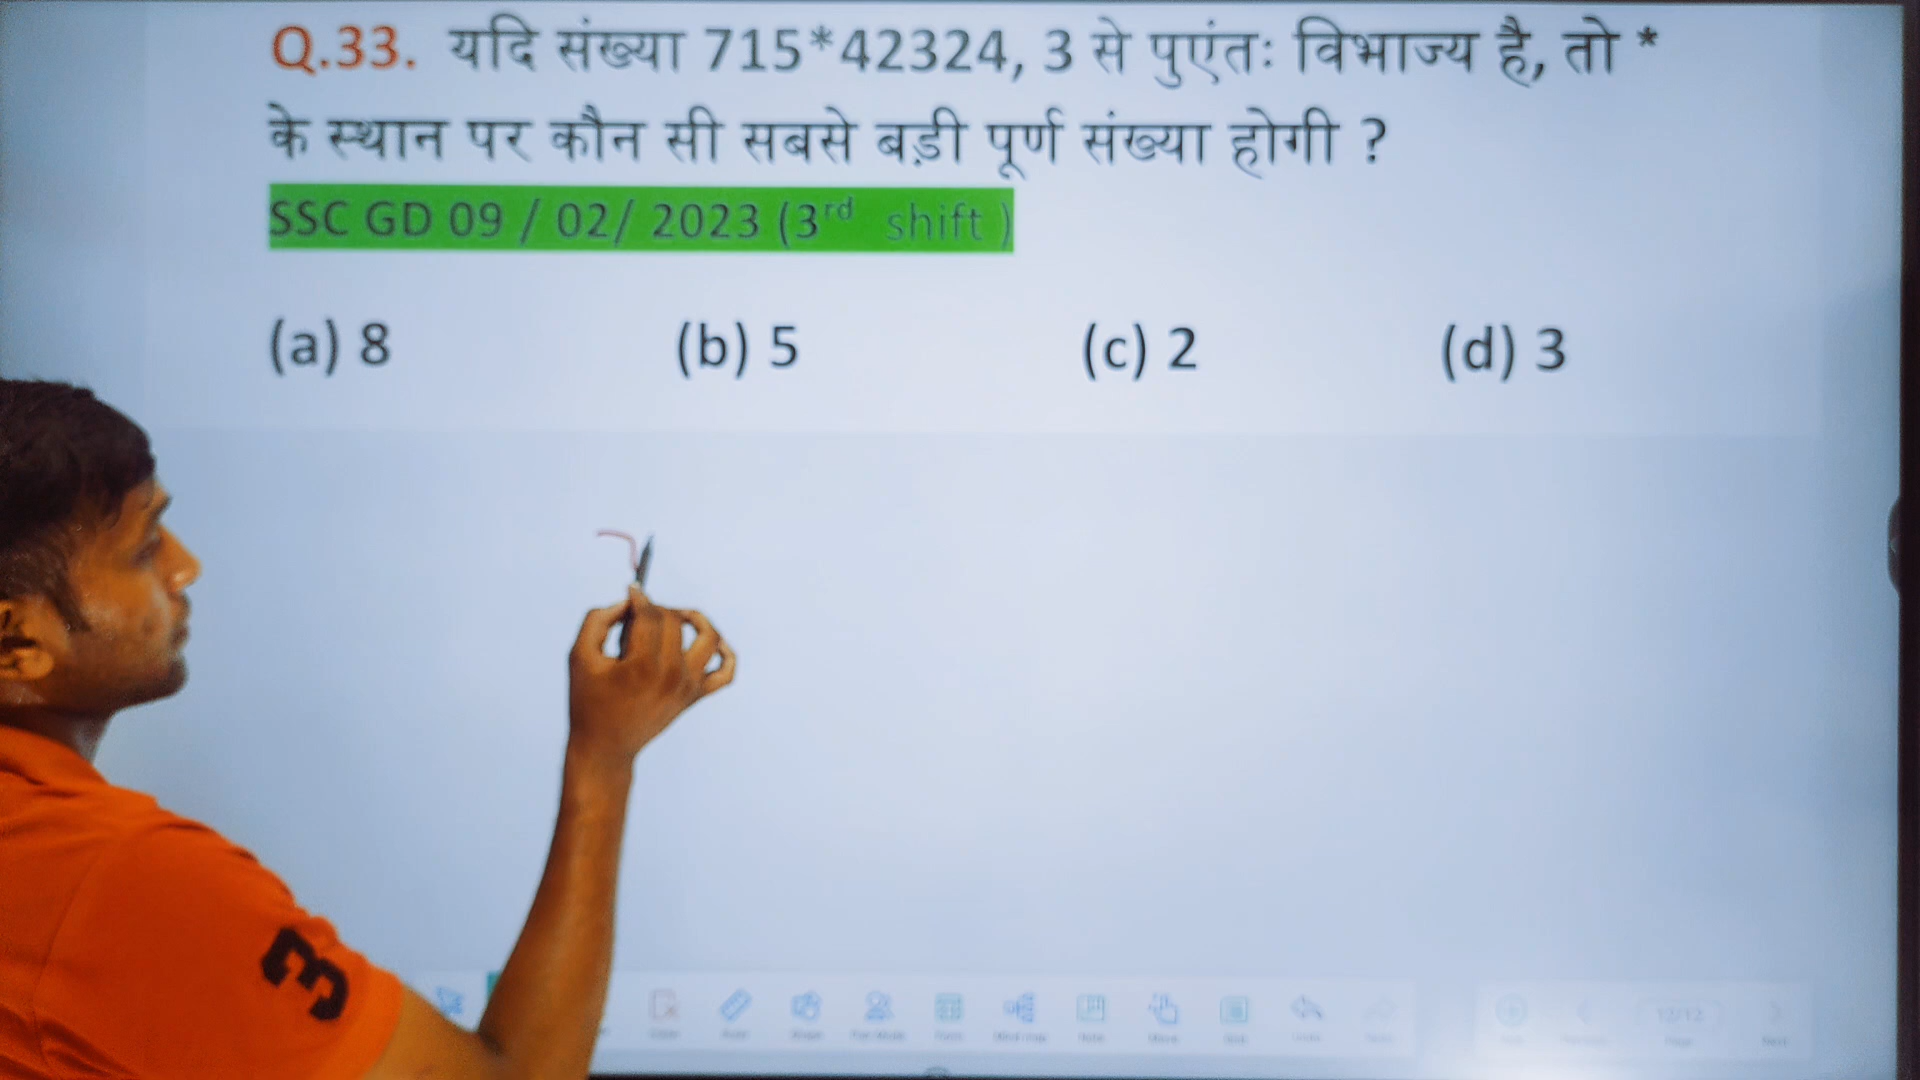 Q.33. यदि संख्या 715*42324, 3 से पुएंतः विभाज्य है, तो *
के स्थान पर कौन सी सबसे बड़ी पूर्ण संख्या होगी ?
SSC GD 09 / 02/ 2023 (3rd shift )
(a) 8 (b) 5 (c) 2 (d) 3
3